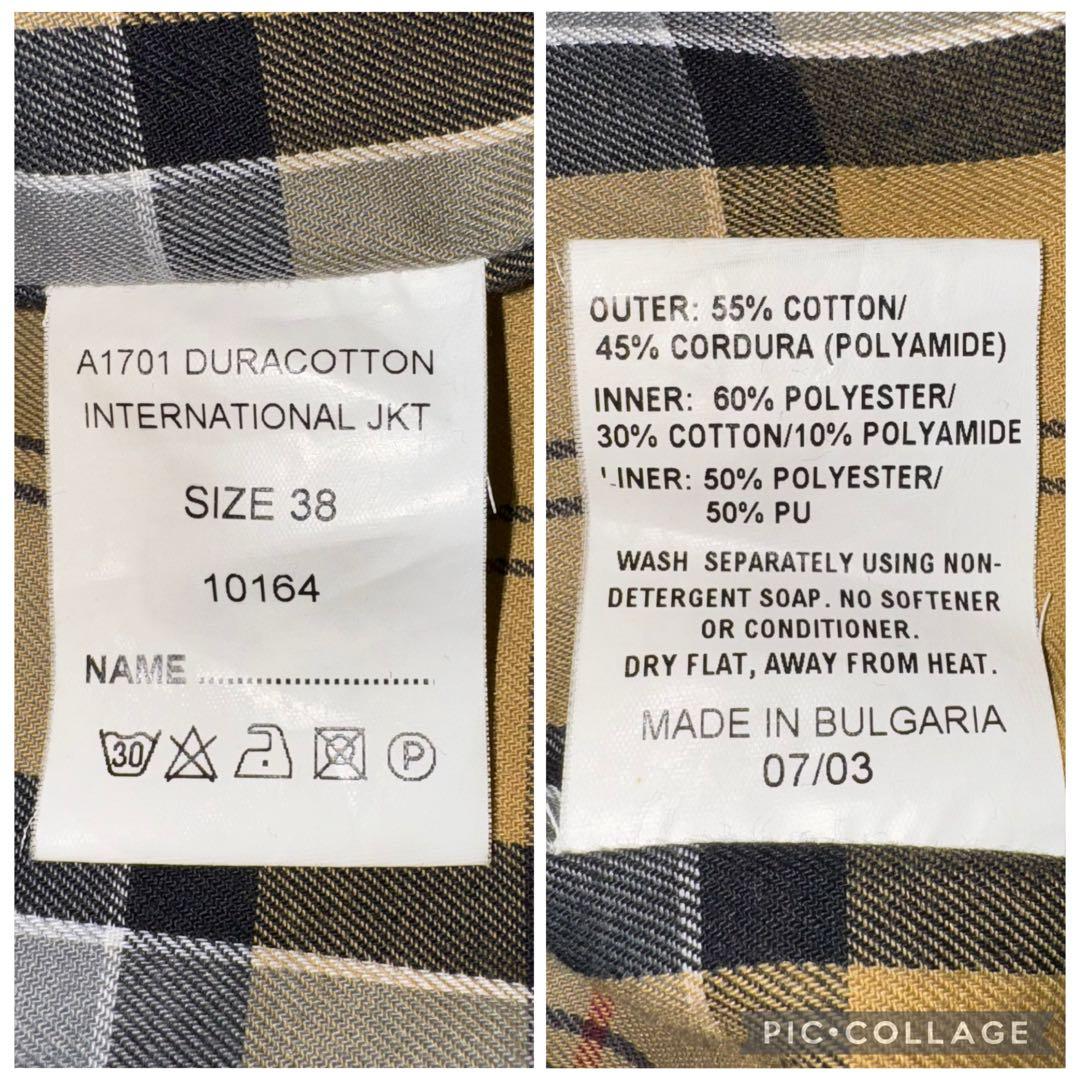 A1701 DURACOTTON
INTERNATIONAL JKT
SIZE 38
10164
NAME ........................................
30
P
OUTER: 55% COTTON/
45% CORDURA (POLYAMIDE)
INNER: 60% POLYESTER/
30% COTTON/10% POLYAMIDE
LINER: 50% POLYESTER/
50% PU
WASH SEPARATELY USING NON-
DETERGENT SOAP. NO SOFTENER
OR CONDITIONER.
DRY FLAT, AWAY FROM HEAT.
MADE IN BULGARIA
07/03
PIC•COLLAGE